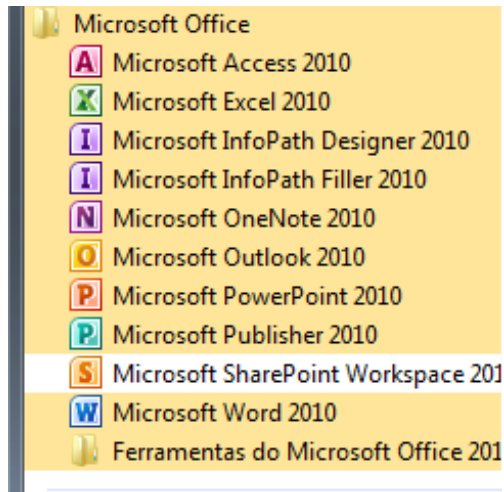 Microsoft Office
Microsoft Access 2010
Microsoft Excel 2010
Microsoft InfoPath Designer 2010
Microsoft InfoPath Filler 2010
Microsoft OneNote 2010
Microsoft Outlook 2010
Microsoft PowerPoint 2010
Microsoft Publisher 2010
Microsoft SharePoint Workspace 201
Microsoft Word 2010
Ferramentas do Microsoft Office 201